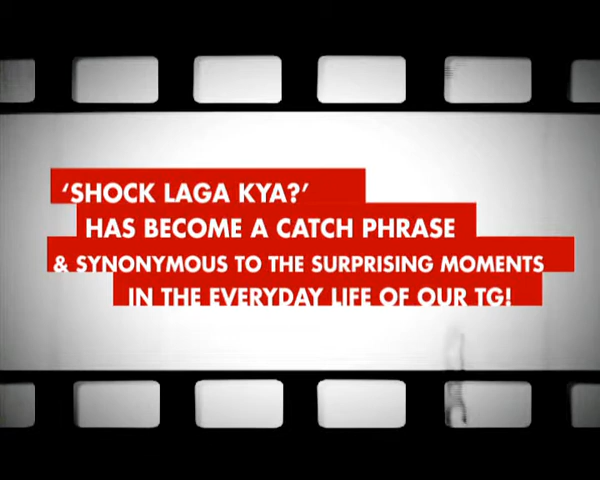 ‘SHOCK LAGA KYA?’
HAS BECOME A CATCH PHRASE
& SYNONYMOUS TO THE SURPRISING MOMENTS
IN THE EVERYDAY LIFE OF OUR TG!